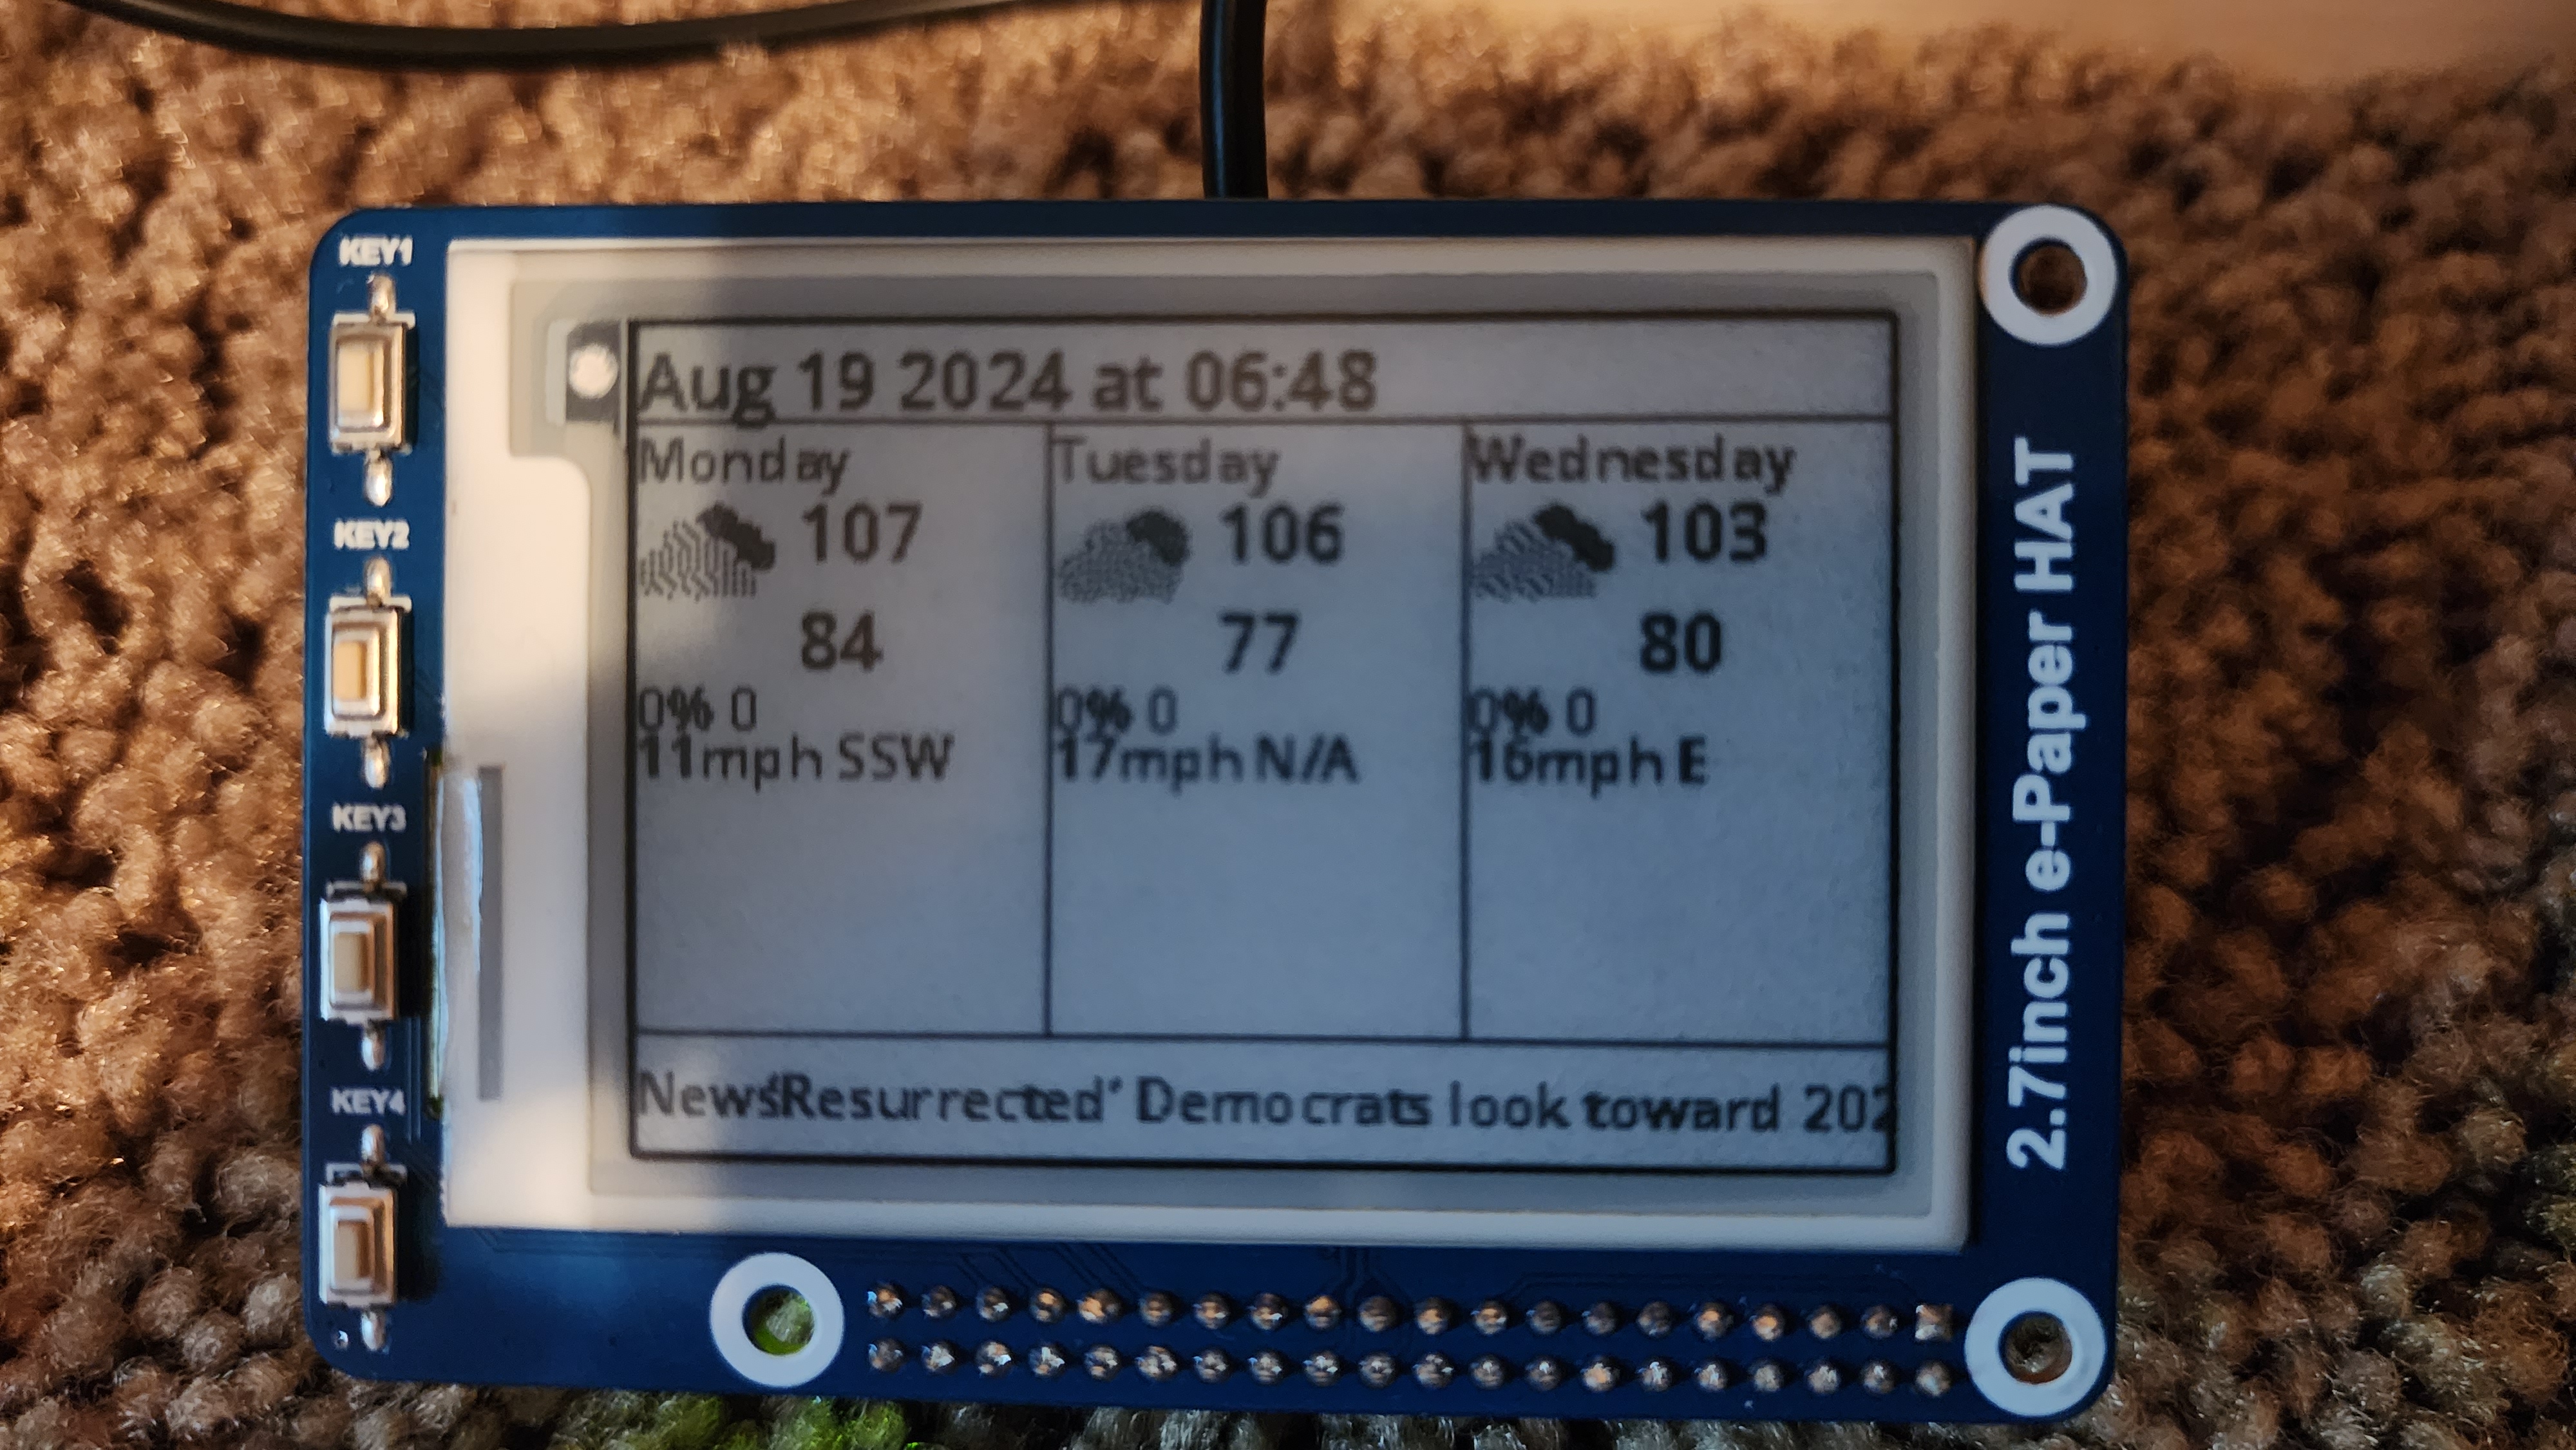 KEY1
KEY2
KEY3
KEY4
Aug 19 2024 at 06:48
Monday
107
84
0% 0
11mph SSW
Tuesday
106
77
0% 0
17mph N/A
Wednesday
103
80
0% 0
16mph E
News'Resurrected' Democrats look toward 202
2.7inch e-Paper HAT